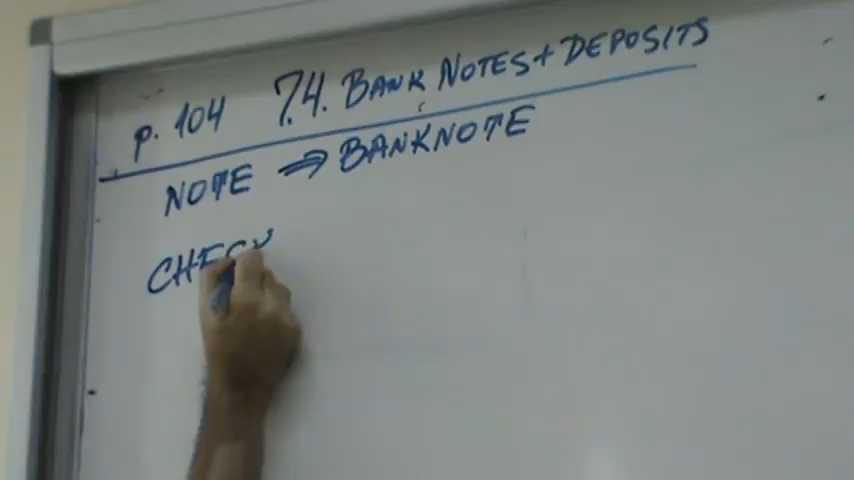 p. 104 7.4. BANK NOTES + DEPOSITS
NOTE ⇒ BANKNOTE
CHECK